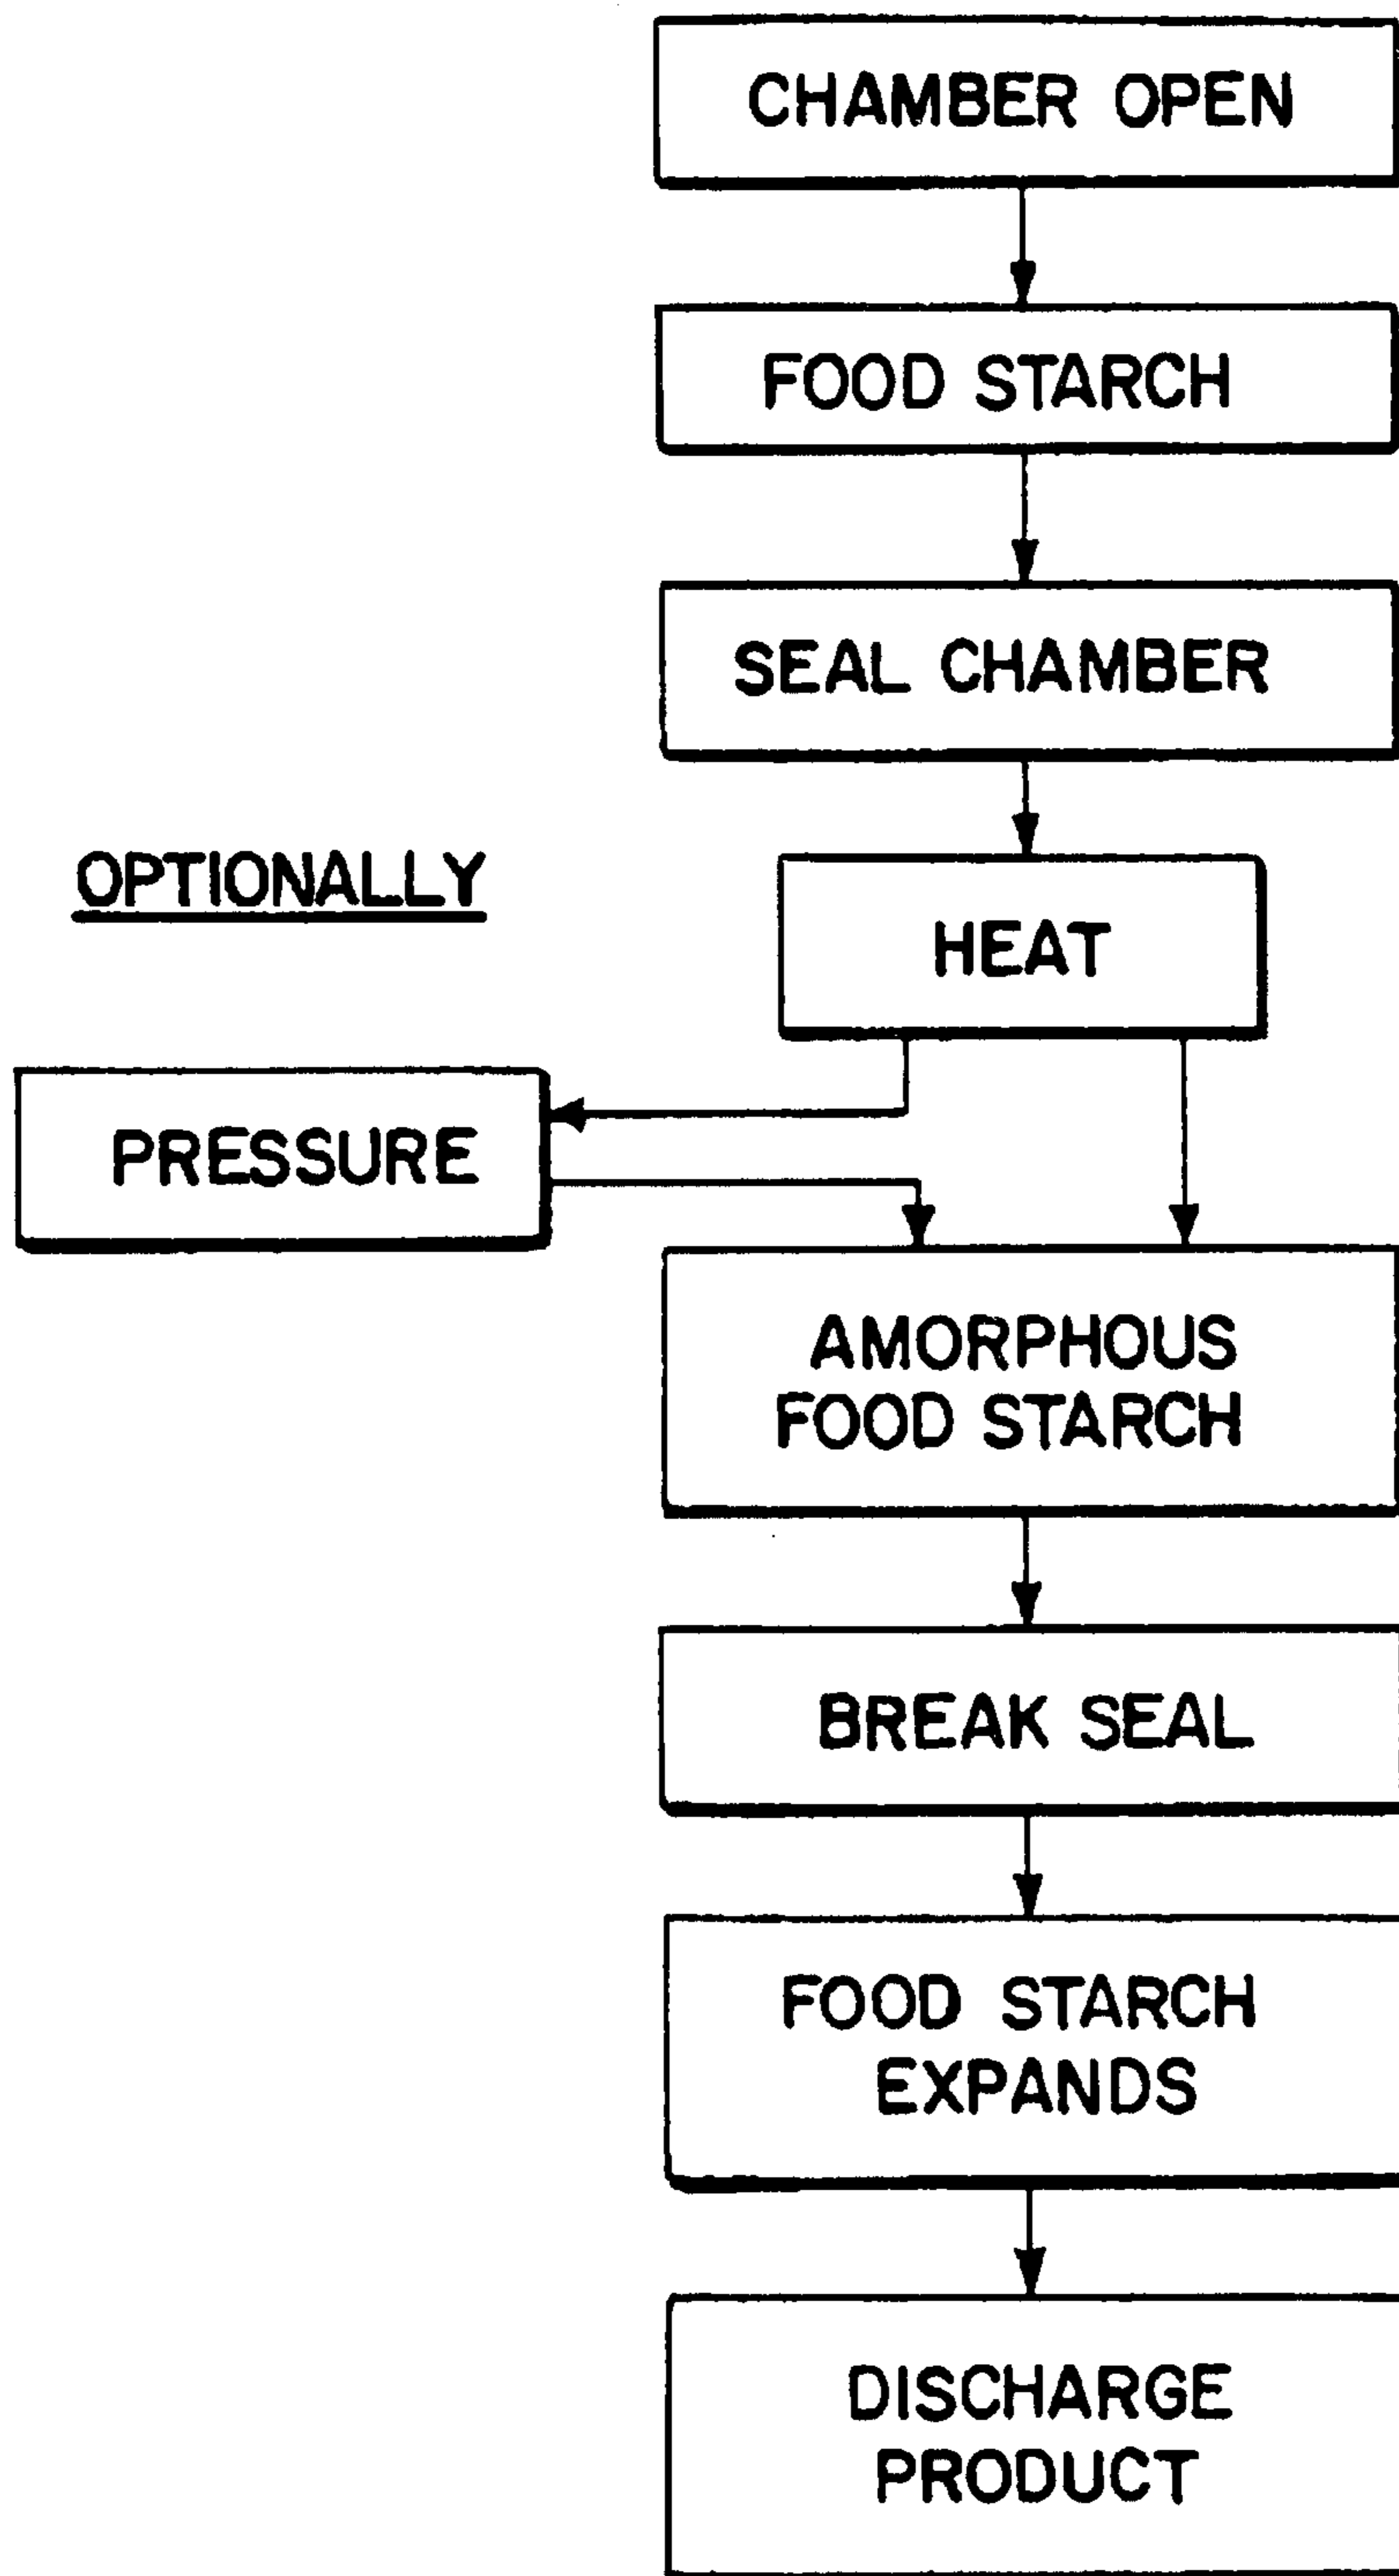 CHAMBER OPEN
FOOD STARCH
SEAL CHAMBER
OPTIONALLY
HEAT
PRESSURE
AMORPHOUS
FOOD STARCH
BREAK SEAL
FOOD STARCH
EXPANDS
DISCHARGE
PRODUCT